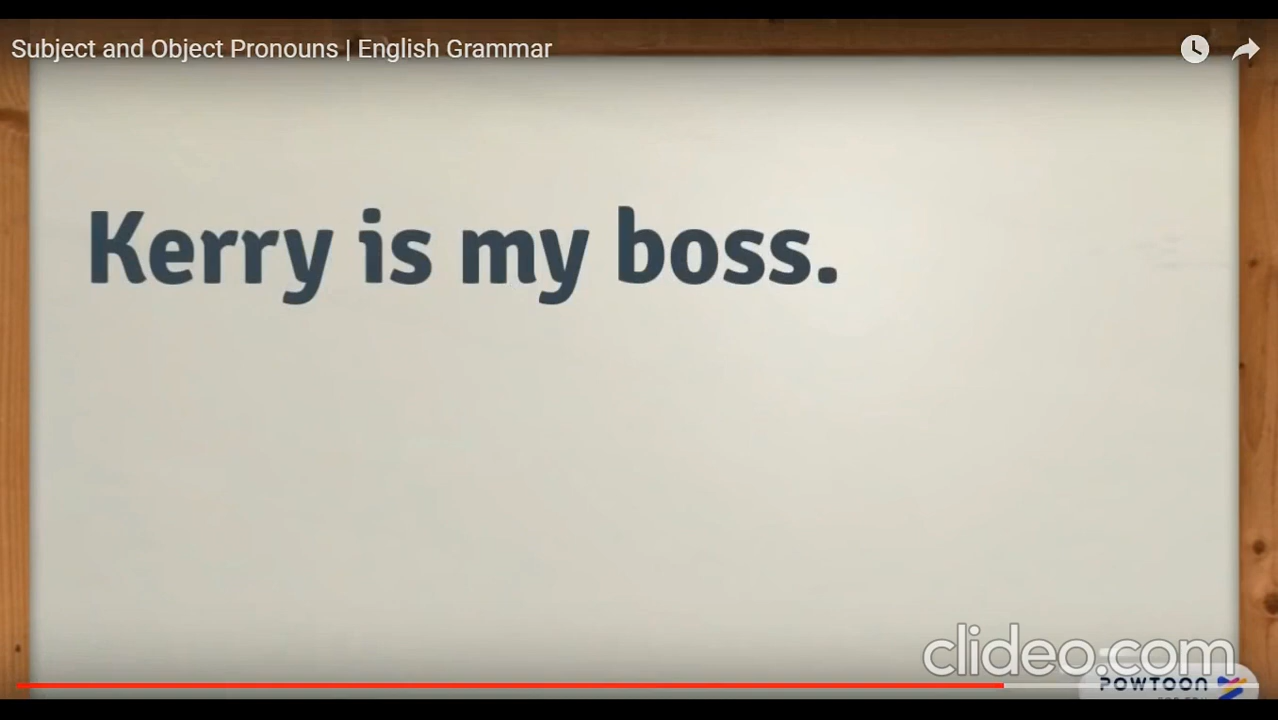 Subject and Object Pronouns | English Grammar
Kerry is my boss.
clideo.com
POWTOON